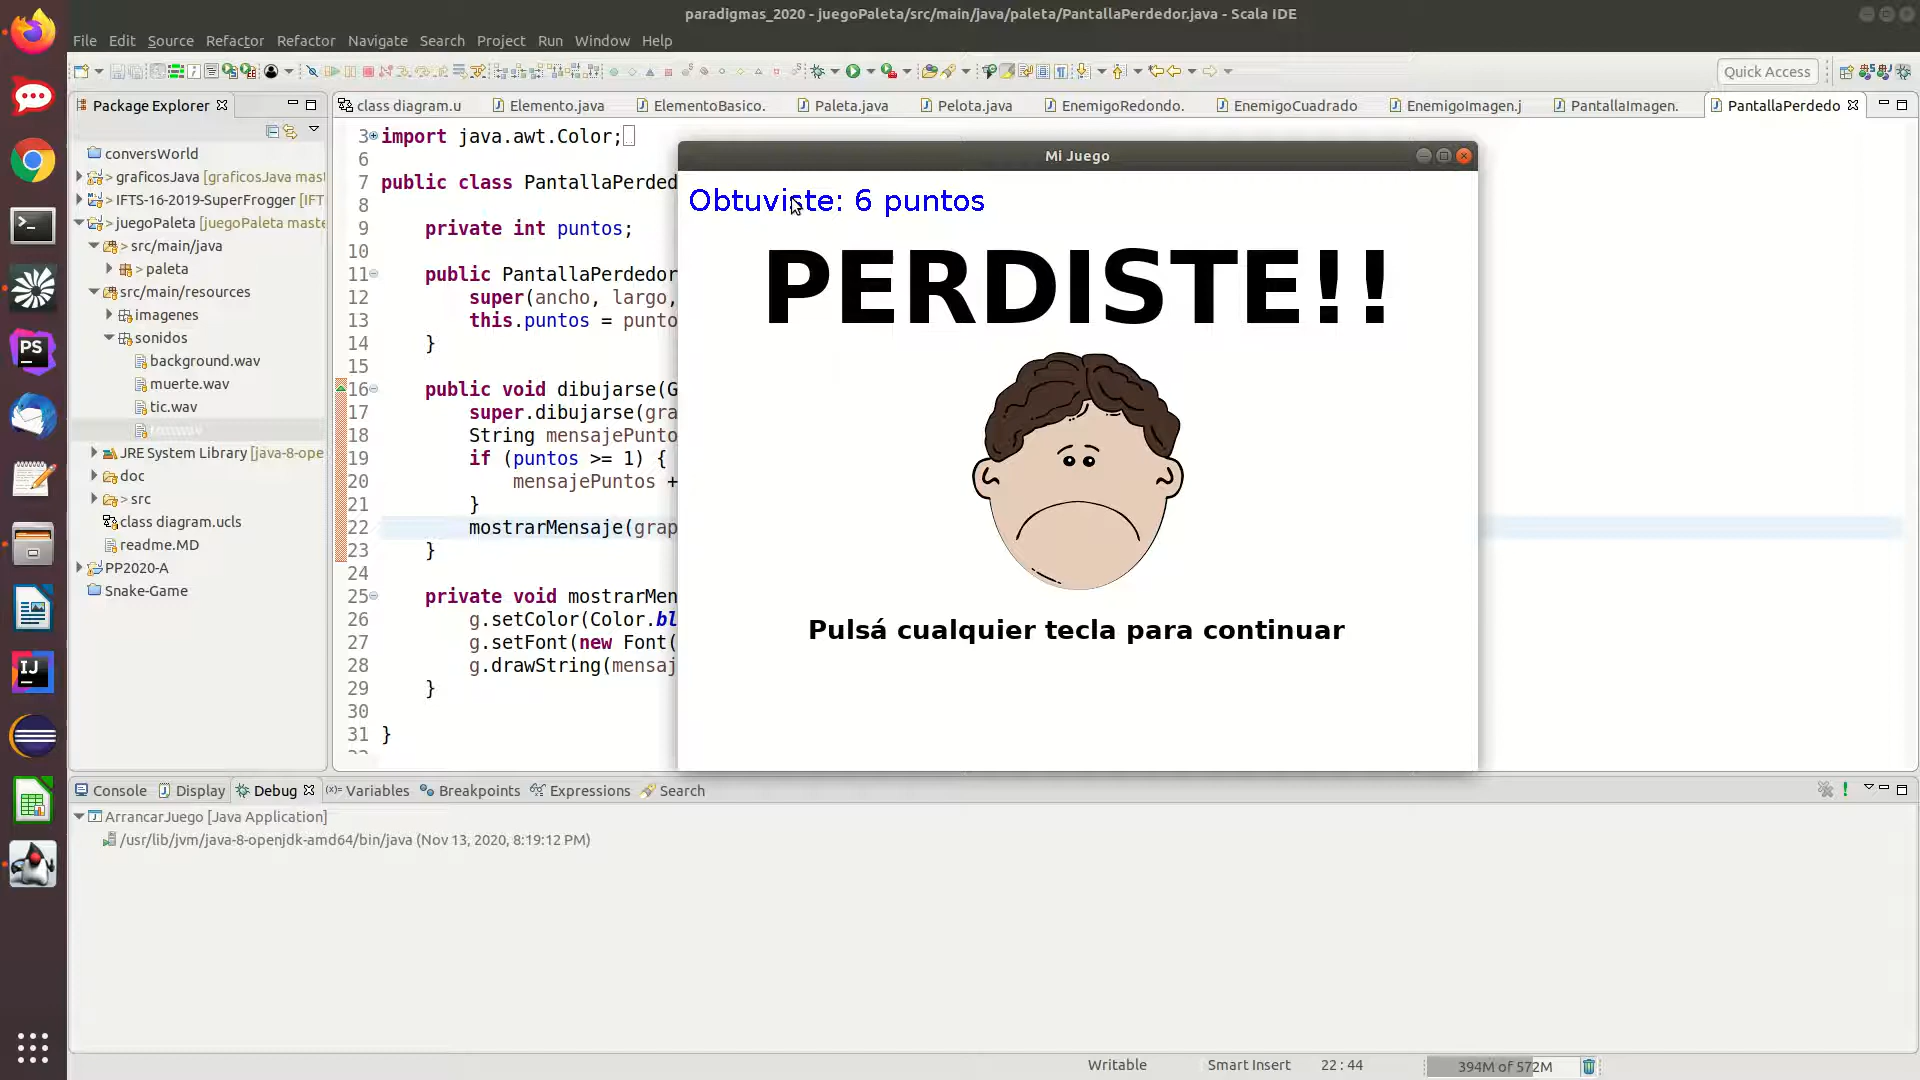 paradigmas_2020 - juegoPaleta/src/main/java/paleta/PantallaPerdedor.java - Scala IDE
File Edit Source Refactor Refactor Navigate Search Project Run Window Help
Quick Access
Package Explorer
class diagram.u Elemento.java ElementoBasico. Paleta.java Pelota.java EnemigoRedondo. EnemigoCuadrado EnemigoImagen.j PantallaImagen. PantallaPerdedo
conversWorld
> graficosJava [graficosJava mast
> IFTS-16-2019-SuperFrogger [IFT
> juegoPaleta [juegoPaleta maste
> src/main/java
> paleta
src/main/resources
imagenes
sonidos
background.wav
muerte.wav
tic.wav
JRE System Library [java-8-ope
doc
> src
class diagram.ucls
readme.MD
PP2020-A
Snake-Game
3 import java.awt.Color;
6
7 public class PantallaPerded
8
9 private int puntos;
10
11 public PantallaPerdedor
12 super(ancho, largo,
13 this.puntos = punto
14 }
15
16 public void dibujarse(G
17 super.dibujarse(gra
18 String mensajePunto
19 if (puntos >= 1) {
20 mensajePuntos +
21 }
22 mostrarMensaje(grap
23 }
24
25 private void mostrarMen
26 g.setColor(Color.bl
27 g.setFont(new Font(
28 g.drawString(mensaj
29 }
30
31 }
Mi Juego
Obtuviste: 6 puntos
PERDISTE!!
Pulsá cualquier tecla para continuar
Console Display Debug Variables Breakpoints Expressions Search
ArrancarJuego [Java Application]
/usr/lib/jvm/java-8-openjdk-amd64/bin/java (Nov 13, 2020, 8:19:12 PM)
Writable Smart Insert 22 : 44 394M of 572M
PS
IJ